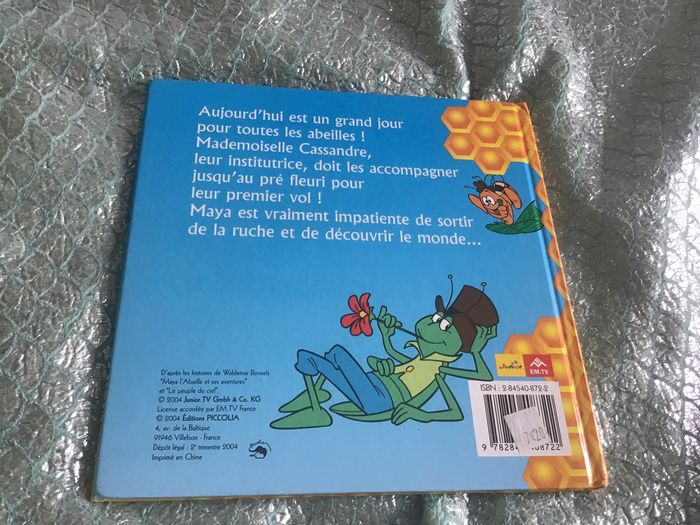 Aujourd'hui est un grand jour
pour toutes les abeilles !
Mademoiselle Cassandre,
leur institutrice, doit les accompagner
jusqu'au pré fleuri pour
leur premier vol !
Maya est vraiment impatiente de sortir
de la ruche et de découvrir le monde...
D'après les histoires de Waldemar Bonsels
"Maya l'Abeille et ses aventures"
et "Le peuple du ciel".
© 2004 Junior.TV Gmbh & Co. KG
License accordée par EM.TV France
© 2004 Éditions PICCOLIA
4, av. de la Baltique
91946 Villebon - France
Dépôt légal : 2e trimestre 2004
Imprimé en Chine
Junior
EM.TV
ISBN : 2-84540-872-2
9 7828 08722